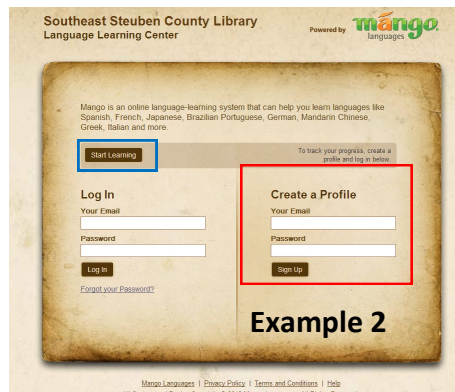 Southeast Steuben County Library
Language Learning Center
Powered by mango languages
Mango is an online language-learning system that can help you learn languages like
Spanish, French, Japanese, Brazilian Portuguese, German, Mandarin Chinese,
Greek, Italian and more.
Start Learning
To track your progress, create a
profile and log in below.
Log In
Your Email
Password
Log In
Forgot your Password?
Create a Profile
Your Email
Password
Sign Up
Example 2
Mango Languages | Privacy Policy | Terms and Conditions | Help